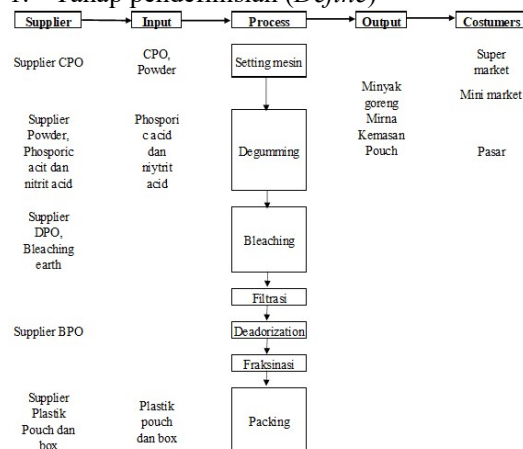 1. Tahap pendefinisian (Define)
Supplier Input Process Output Costumers
Supplier CPO
CPO,
Powder
Setting mesin
Super
market
Mini market
Pasar
Minyak
goreng
Mirna
Kemasan
Pouch
Supplier
Powder,
Phosporic
acit dan
nitrit acid
Phospori
c acid
dan
niytrit
acid
Degumming
Supplier
DPO,
Bleaching
earth
Bleaching
Filtrasi
Supplier BPO
Deadorization
Fraksinasi
Supplier
Plastik
Pouch dan
box
Plastik
pouch
dan box
Packing